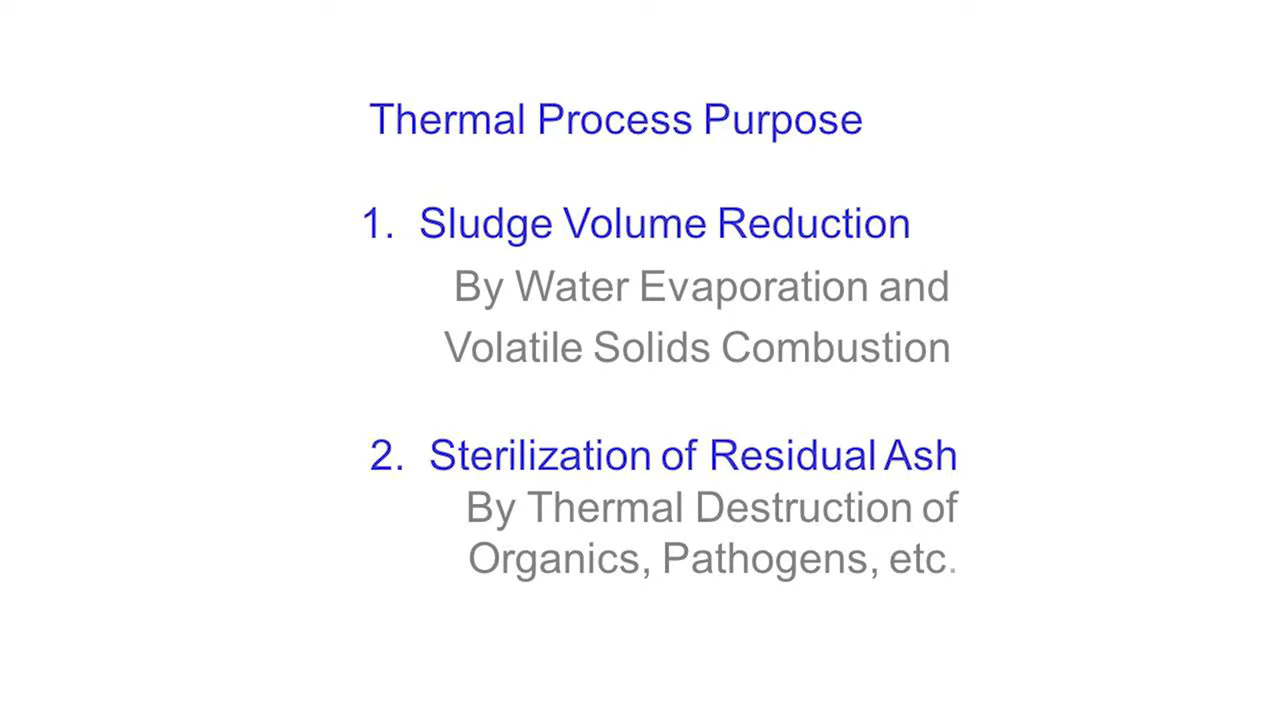 Thermal Process Purpose
1. Sludge Volume Reduction
By Water Evaporation and
Volatile Solids Combustion
2. Sterilization of Residual Ash
By Thermal Destruction of
Organics, Pathogens, etc.